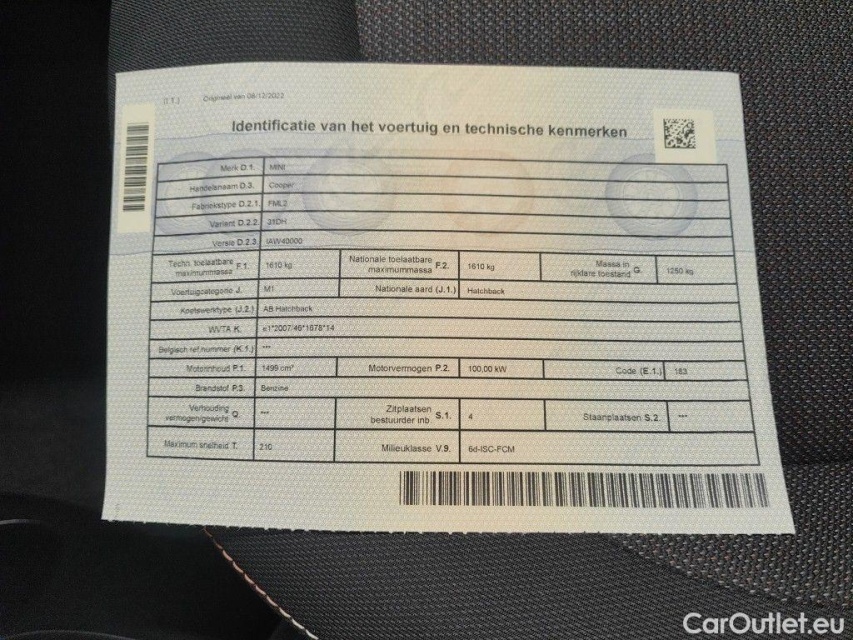 (I.T.) Origineel van 06/12/2022
Identificatie van het voertuig en technische kenmerken
Merk D.1. MINI
Handelsnaam D.3. Cooper
Fabriekstype D.2.1. FML2
Variant D.2.2. 31DH
Versie D.2.3. IAW40000
Techn. toelaatbare maximummassa F.1. 1610 kg Nationale toelaatbare maximummassa F.2. 1610 kg Massa in rijklare toestand G. 1250 kg
Voertuigcategorie J. M1 Nationale aard (J.1.) Hatchback
Koetswerktype (J.2.) AB Hatchback
WVTA K. e1*2007/46*1678*14
Belgisch ref.nummer (K.1.) ---
Motorinhoud P.1. 1499 cm³ Motorvermogen P.2. 100,00 kW Code (E.1.) 183
Brandstof P.3. Benzine
Verhouding vermogen/gewicht Q. --- Zitplaatsen bestuurder inb. S.1. 4 Staanplaatsen S.2. ---
Maximum snelheid T. 210 Milieuklasse V.9. 6d-ISC-FCM
CarOutlet.eu